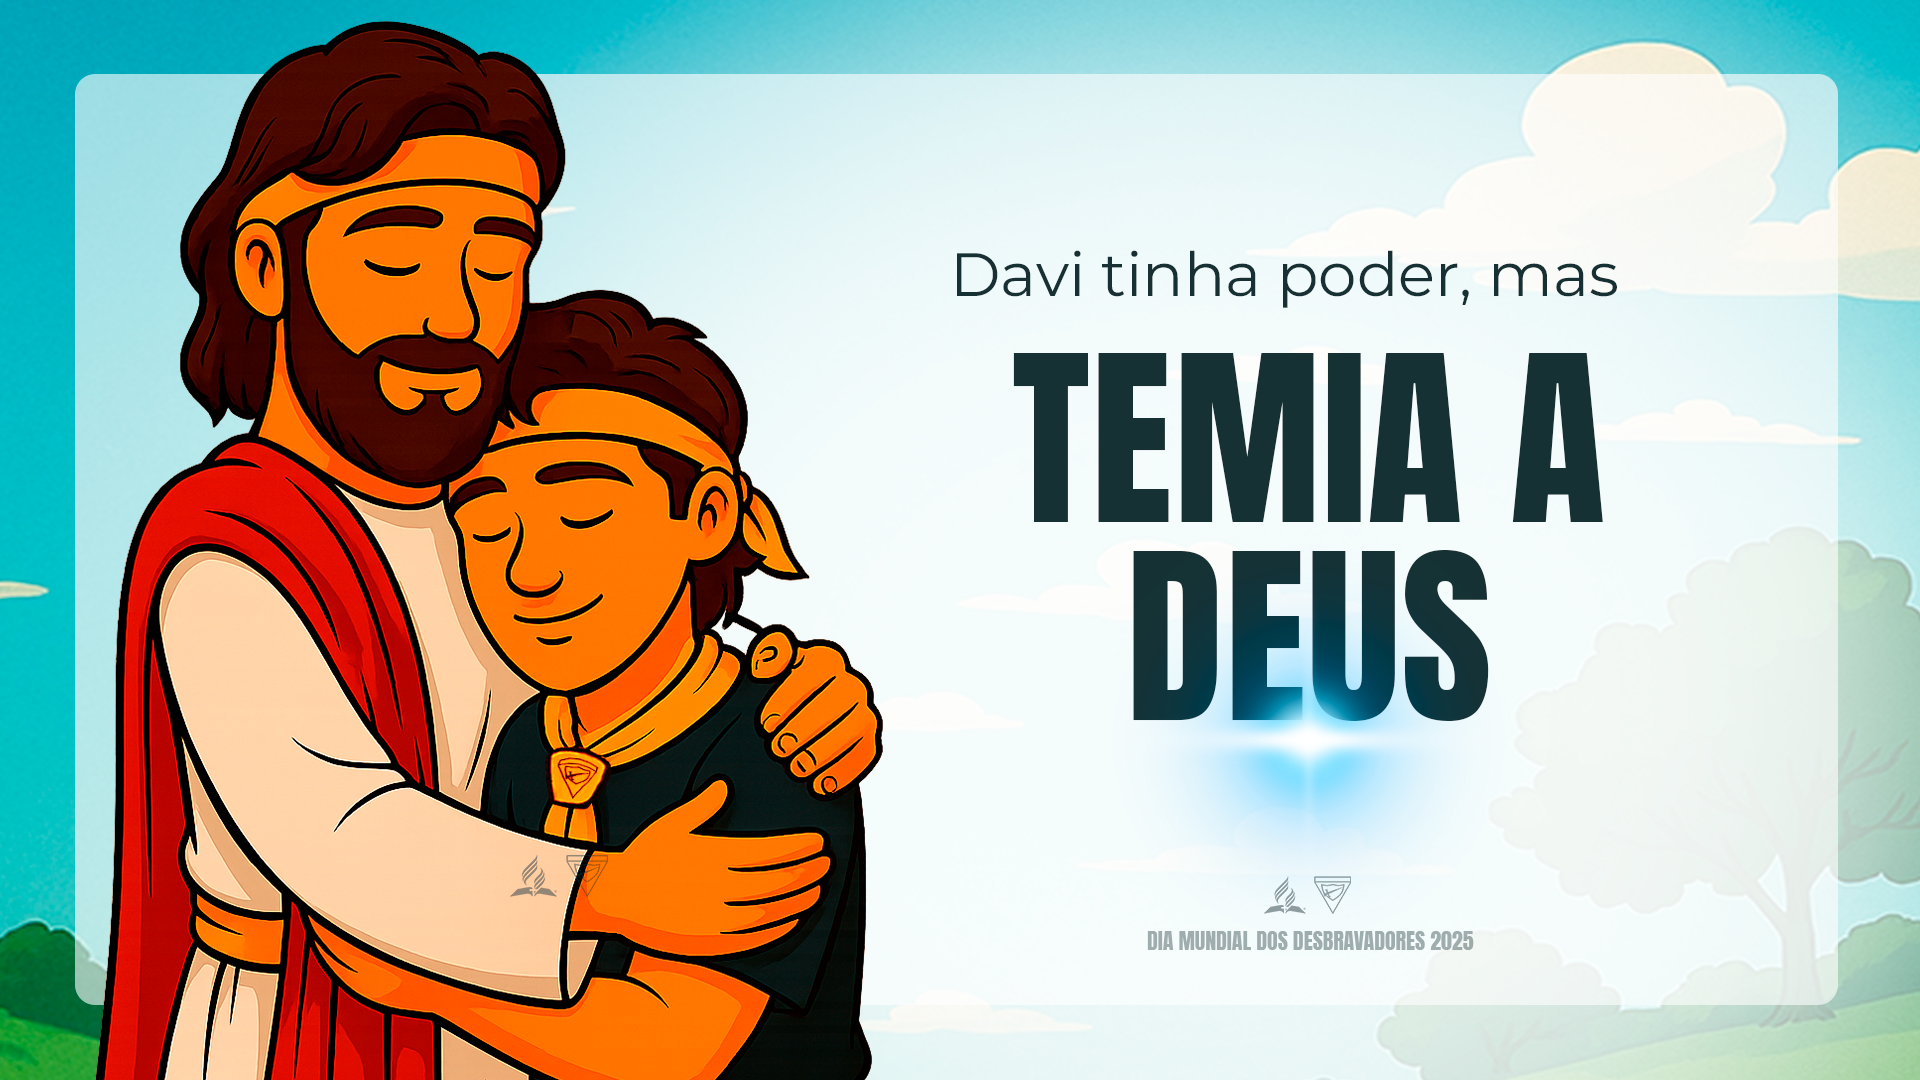 Davi tinha poder, mas
TEMIA A
DEUS
DIA MUNDIAL DOS DESBRAVADORES 2025